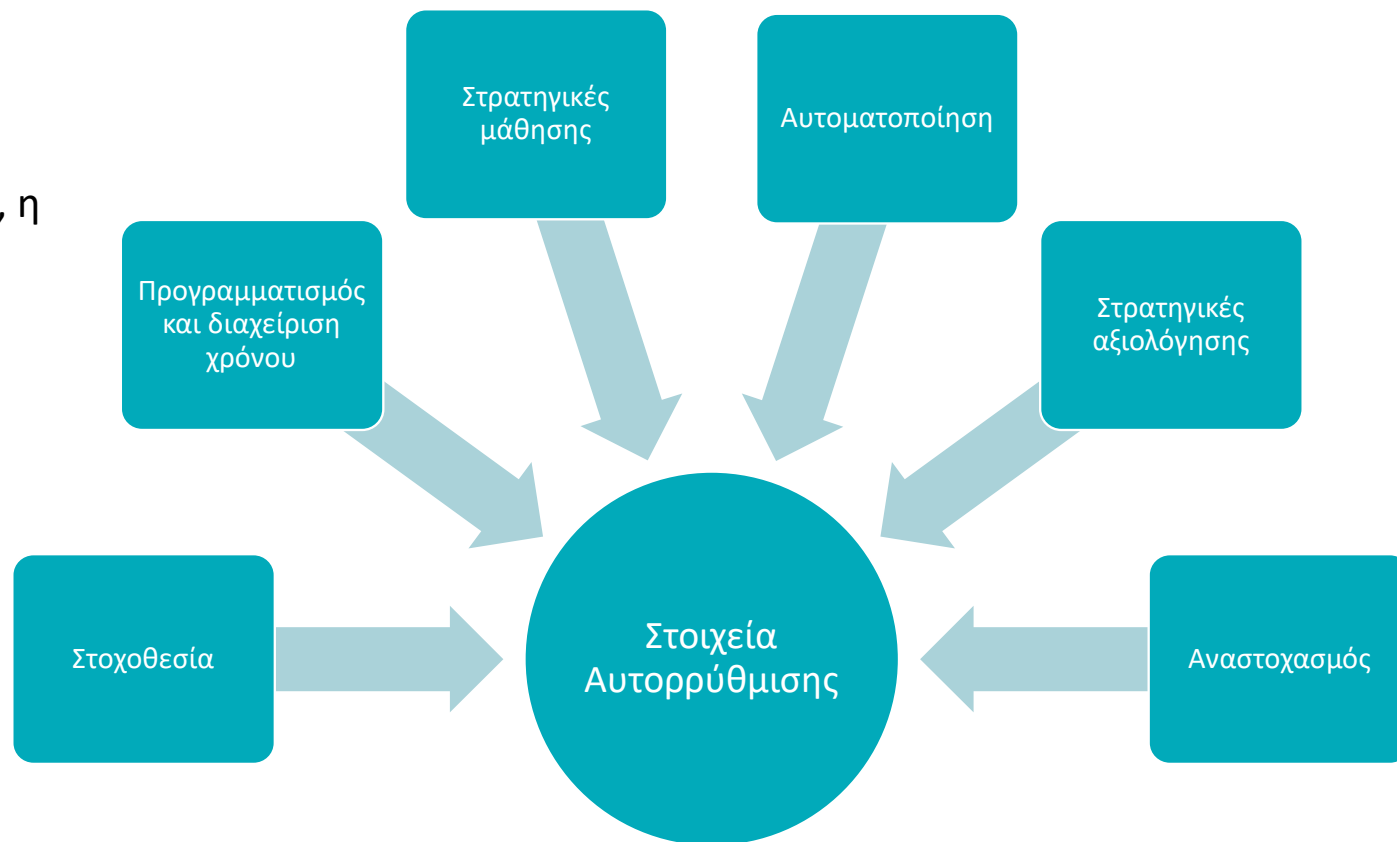 Στρατηγικές
μάθησης
Αυτοματοποίηση
, η
Προγραμματισμός
και διαχείριση
χρόνου
Στρατηγικές
αξιολόγησης
Στοχοθεσία
Στοιχεία
Αυτορρύθμισης
Αναστοχασμός